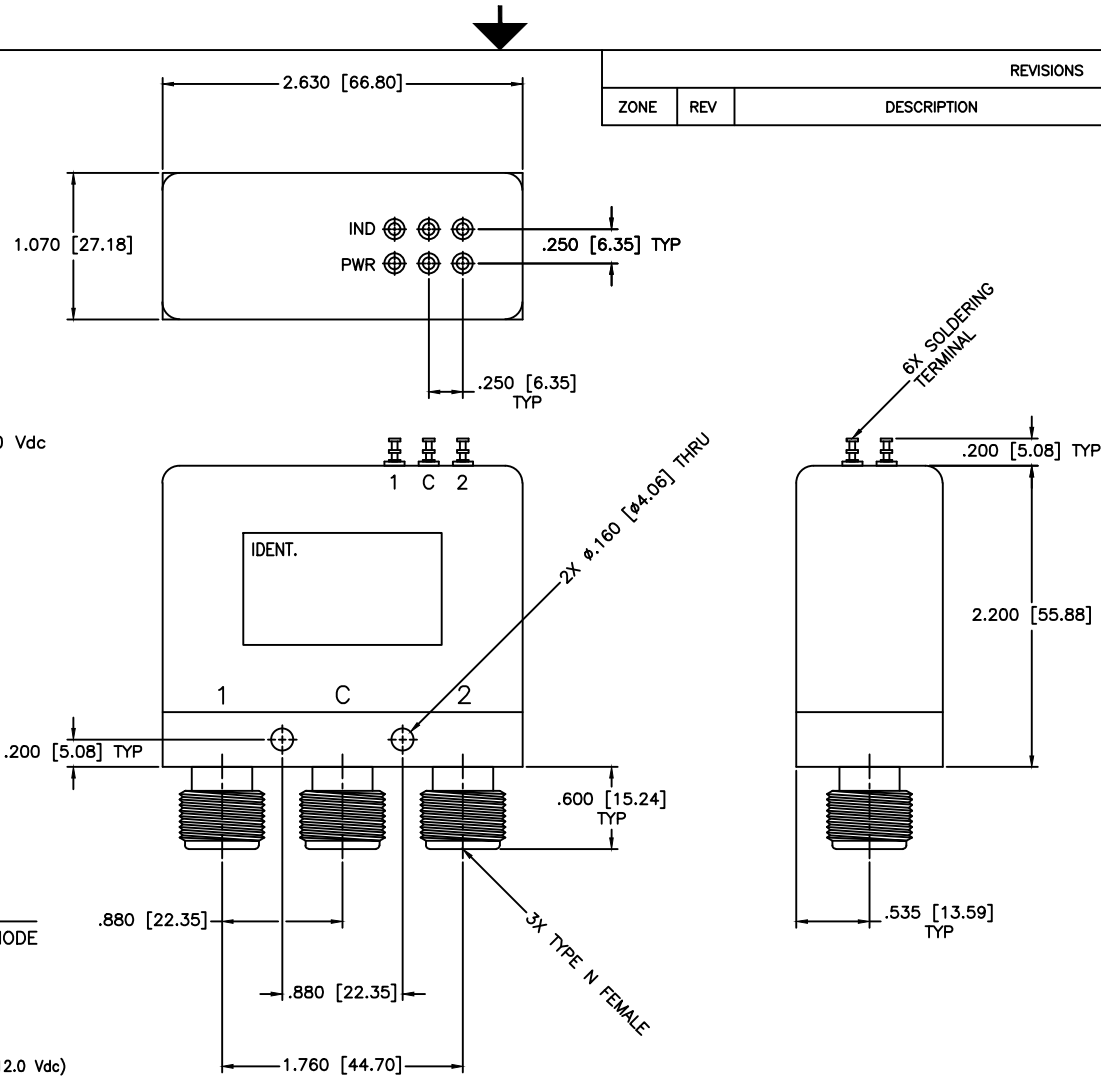 REVISIONS
ZONE REV DESCRIPTION
2.630 [66.80]
1.070 [27.18]
IND
PWR
.250 [6.35] TYP
.250 [6.35]
TYP
6X SOLDERING
TERMINAL
Vdc
1 C 2
.200 [5.08] TYP
2X ø.160 [ø4.06] THRU
IDENT.
2.200 [55.88]
1 C 2
.200 [5.08] TYP
.600 [15.24]
TYP
.880 [22.35]
.535 [13.59]
TYP
3X TYPE N FEMALE
.880 [22.35]
1.760 [44.70]
2.0 Vdc)